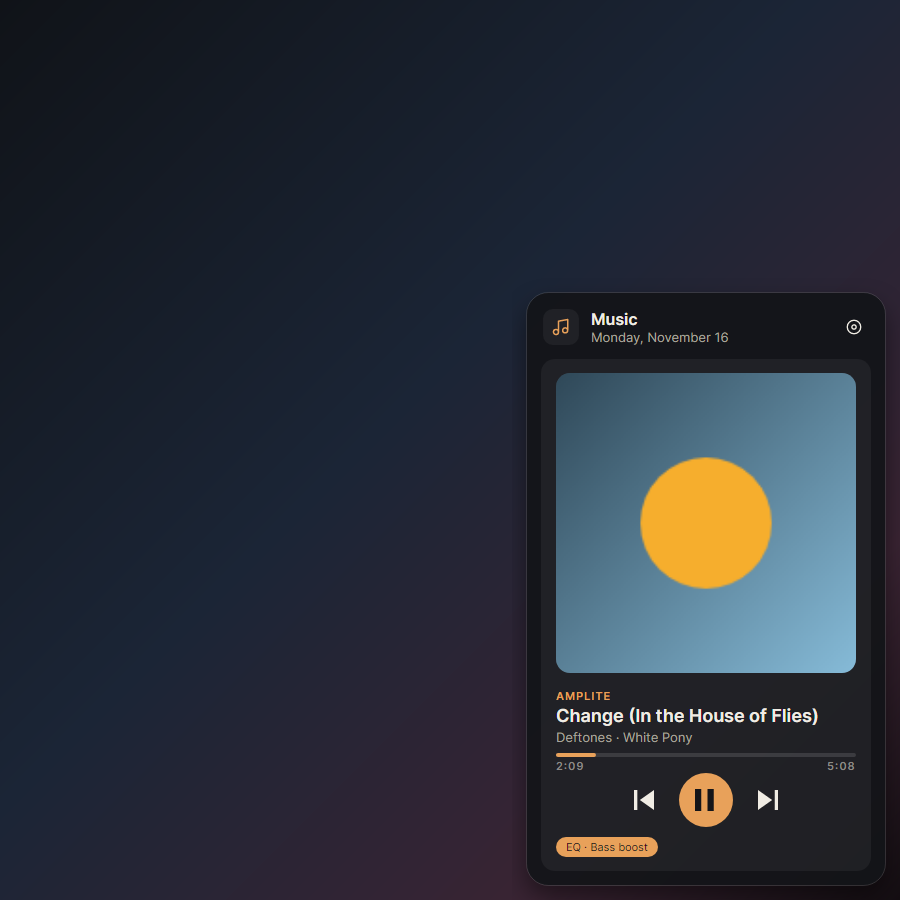 Music
Monday, November 16
AMPLITE
Change (In the House of Flies)
Deftones · White Pony
2:09 5:08
EQ · Bass boost